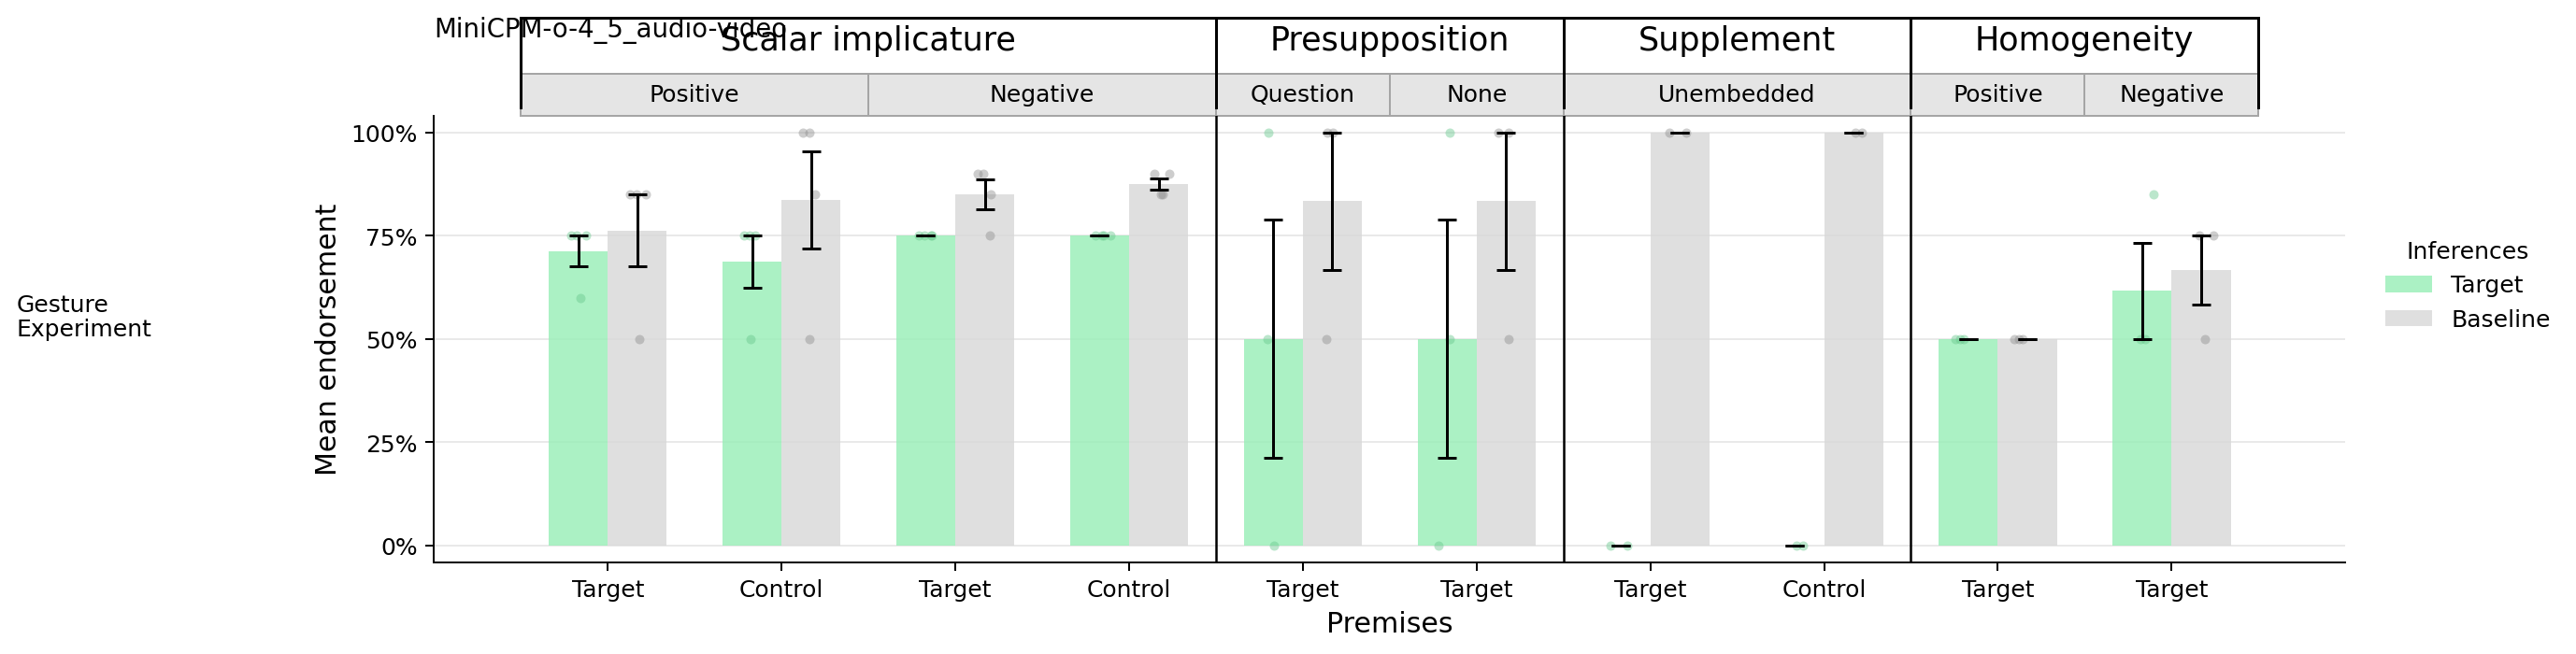 MiniCPM-o-4_5_audio-video
Scalar implicature Presupposition Supplement Homogeneity
Positive Negative Question None Unembedded Positive Negative
100%
75%
50%
25%
0%
Mean endorsement
Gesture
Experiment
Inferences
Target
Baseline
Target Control Target Control Target Target Target Control Target Target
Premises